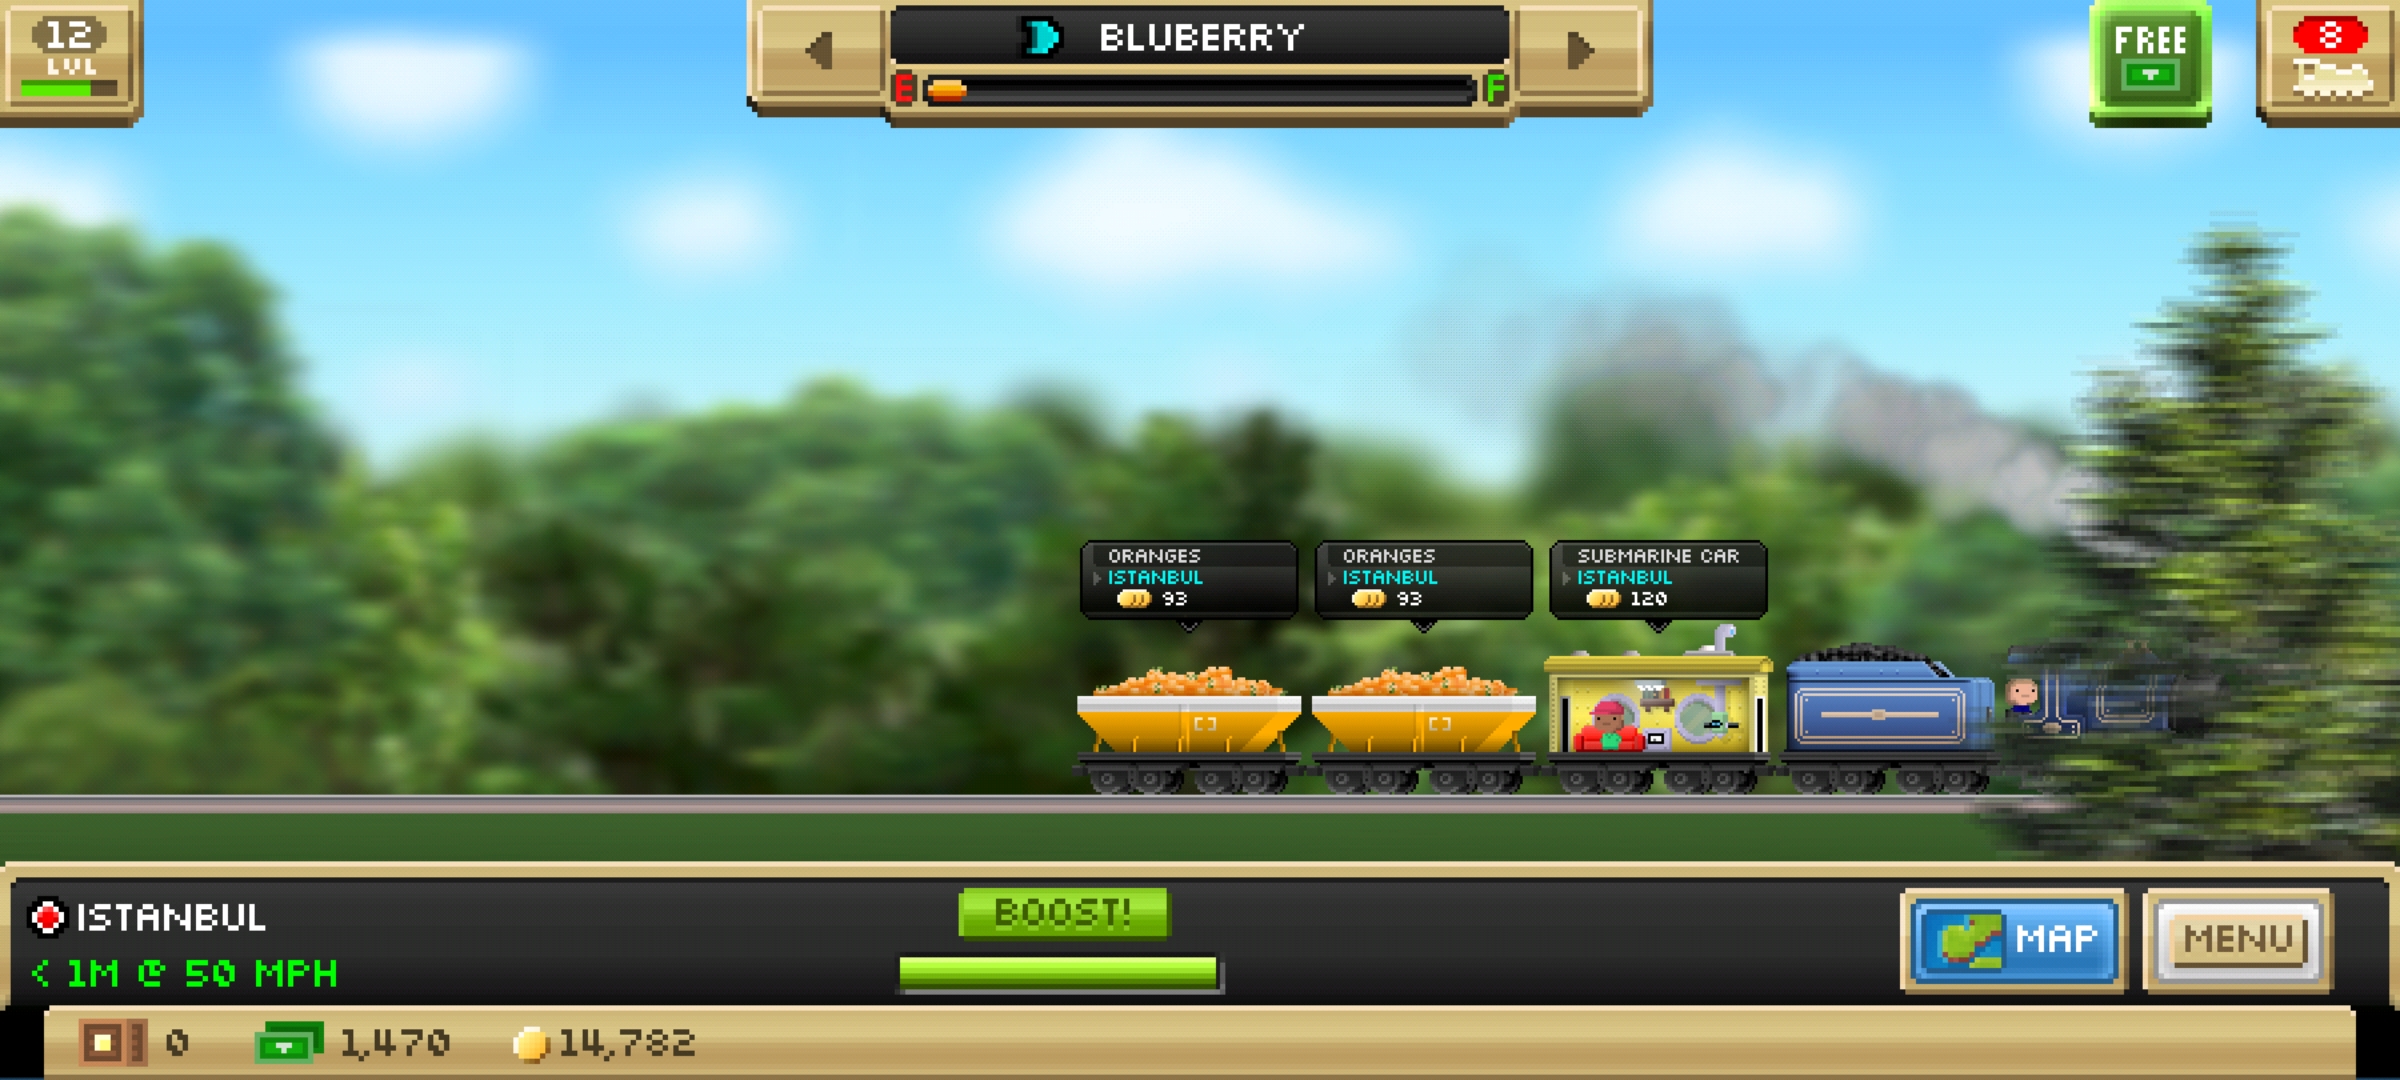 12
LVL
BLUBERRY
E F
FREE
8
ORANGES
ISTANBUL
93
ORANGES
ISTANBUL
93
SUBMARINE CAR
ISTANBUL
120
ISTANBUL
< 1M @ 50 MPH
BOOST!
MAP
MENU
0
1,470
14,782